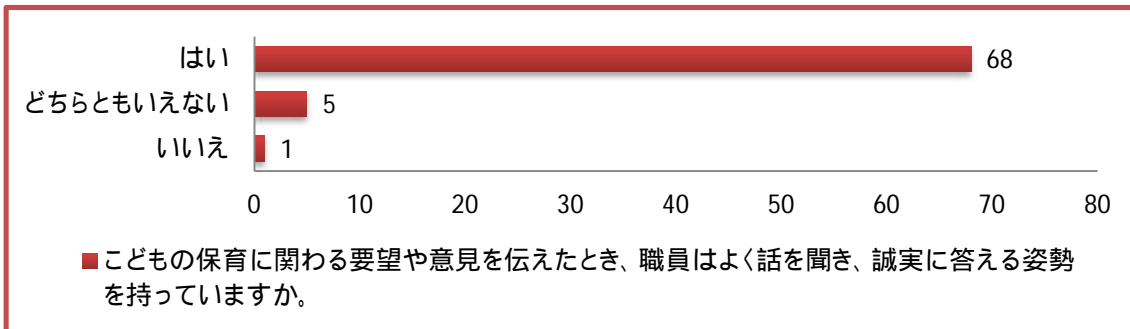 はい 68
どちらともいえない 5
いいえ 1
0 10 20 30 40 50 60 70 80
こどもの保育に関わる要望や意見を伝えたとき、職員はよく話を聞き、誠実に答える姿勢
を持っていますか。